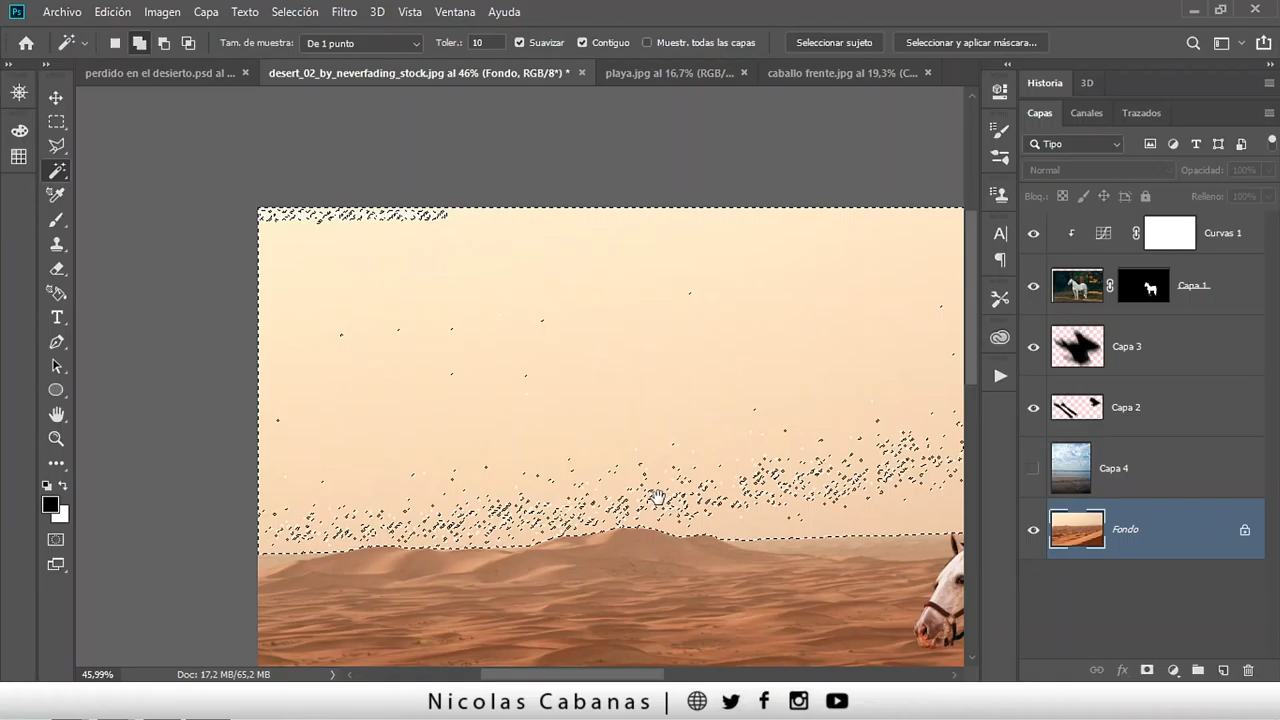 Archivo Edición Imagen Capa Texto Selección Filtro 3D Vista Ventana Ayuda
Tam. de muestra: De 1 punto Toler.: 10 Suavizar Contiguo Muestr. todas las capas Seleccionar sujeto Seleccionar y aplicar máscara...
perdido en el desierto.psd al ... desert_02_by_neverfading_stock.jpg al 46% (Fondo, RGB/8*) * playa.jpg al 16,7% (RGB/... caballo frente.jpg al 19,3% (C...
Historia 3D
Capas Canales Trazados
Tipo
Normal Opacidad: 100%
Bloq.: Relleno: 100%
Curvas 1
Capa 1
Capa 3
Capa 2
Capa 4
Fondo
45,99% Doc: 17,2 MB/65,2 MB
Nicolas Cabanas |